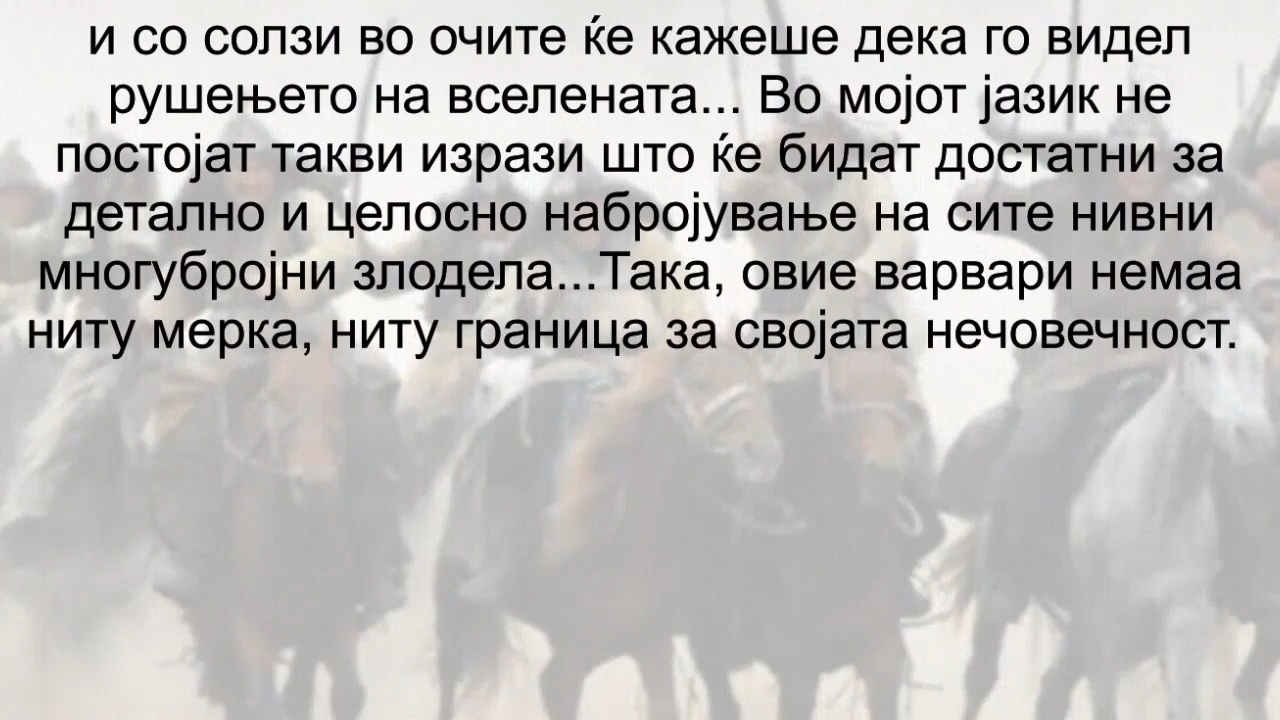 и со солзи во очите ќе кажеше дека го видел
рушењето на вселената... Во мојот јазик не
постојат такви изрази што ќе бидат достатни за
детално и целосно набројување на сите нивни
многубројни злодела...Така, овие варвари немаа
ниту мерка, ниту граница за својата нечовечност.